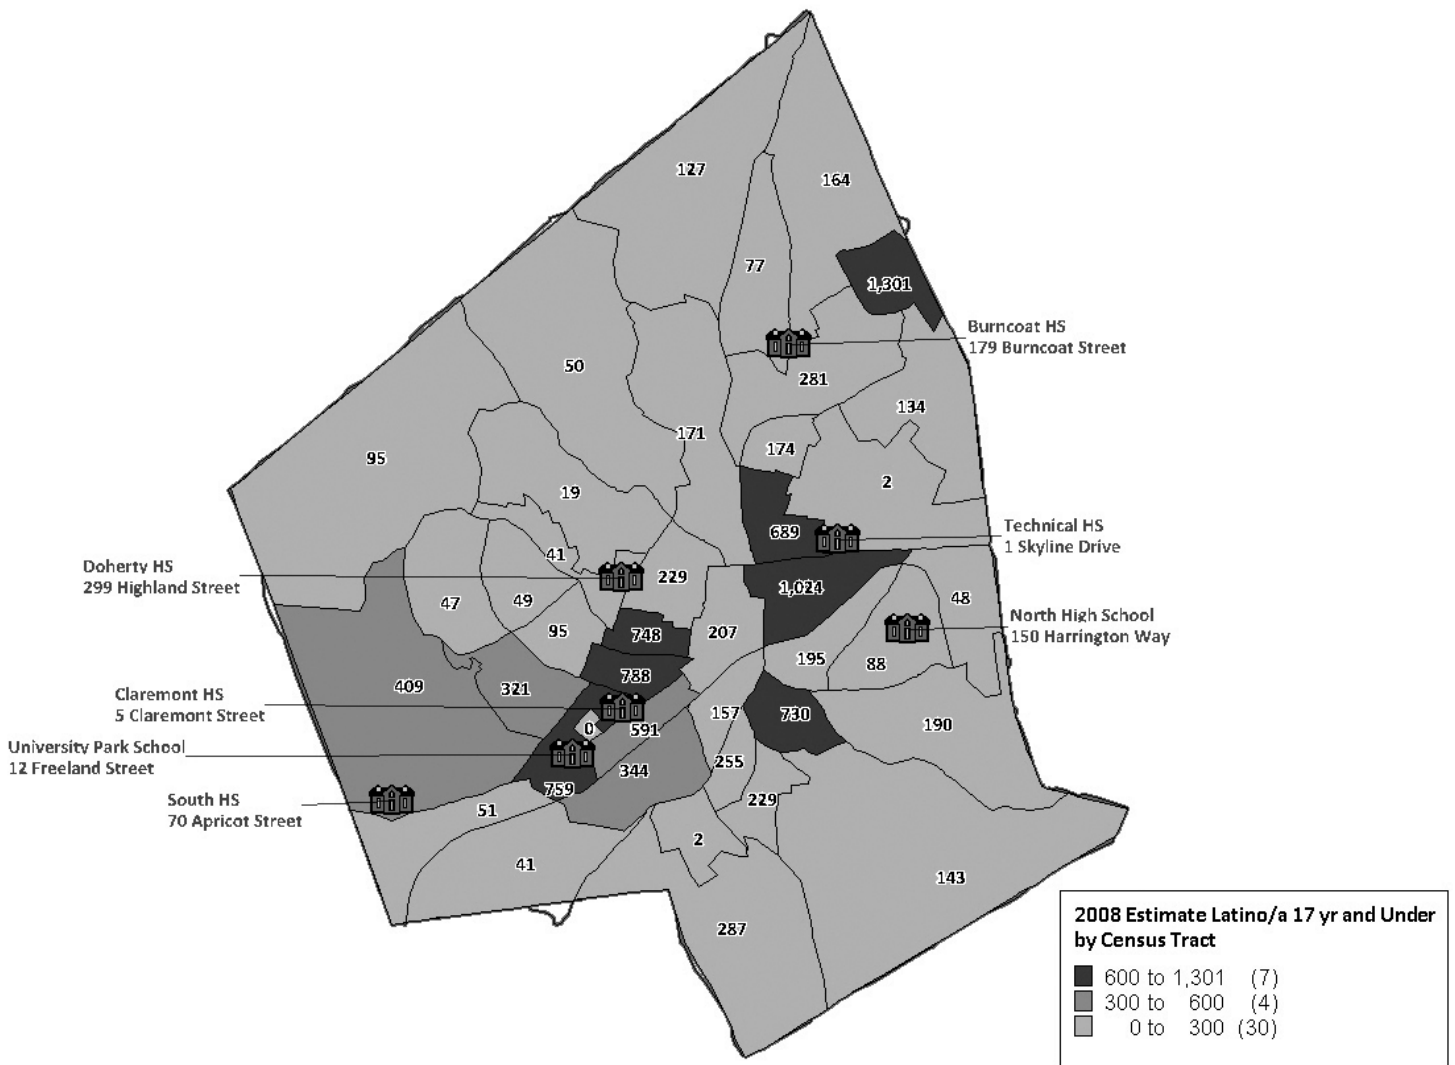 127
164
77
1,301
Burncoat HS
179 Burncoat Street
50
281
134
171
174
95
2
19
689
Technical HS
1 Skyline Drive
41
Doherty HS
299 Highland Street
229
1,024
47
49
48
North High School
150 Harrington Way
95
748
207
195
88
788
409
321
Claremont HS
5 Claremont Street
157
730
190
0
591
University Park School
12 Freeland Street
255
344
759
229
South HS
70 Apricot Street
51
2
41
143
287
2008 Estimate Latino/a 17 yr and Under
by Census Tract
600 to 1,301 (7)
300 to 600 (4)
0 to 300 (30)